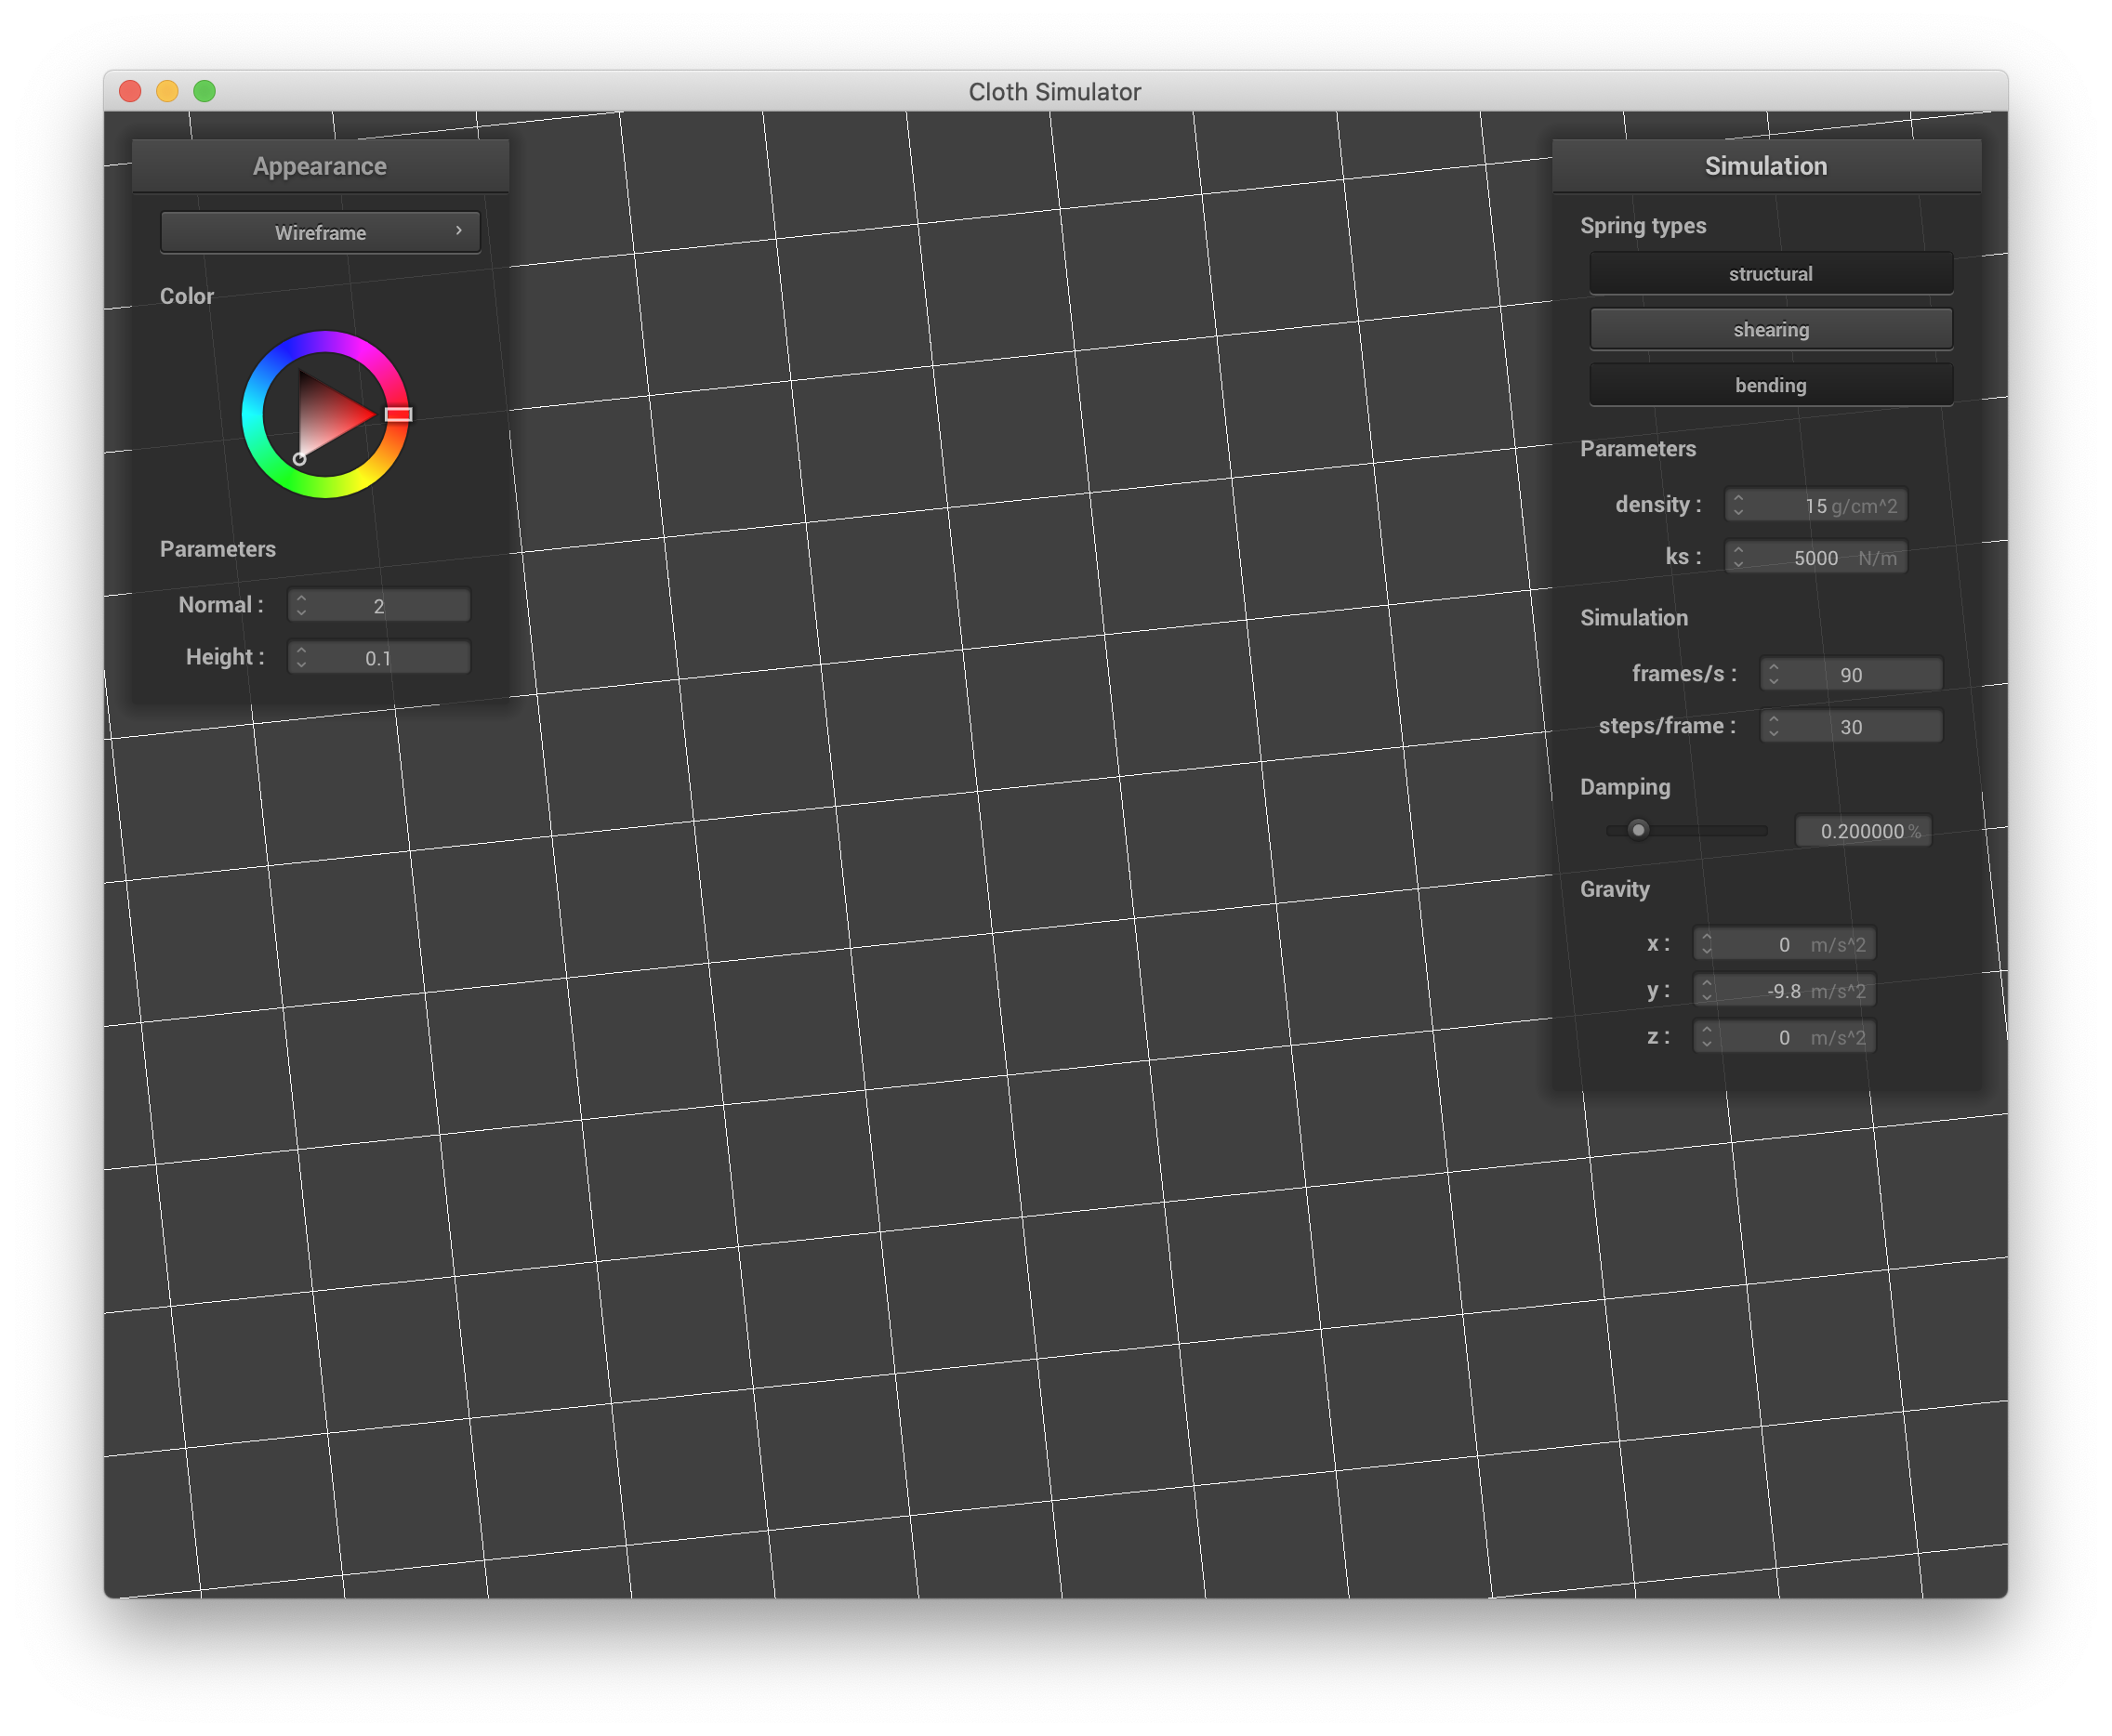 Cloth Simulator
Appearance
Wireframe
Color
Parameters
Normal : 2
Height : 0.1
Simulation
Spring types
structural
shearing
bending
Parameters
density : 15 g/cm^2
ks : 5000 N/m
Simulation
frames/s : 90
steps/frame : 30
Damping
0.200000 %
Gravity
x : 0 m/s^2
y : -9.8 m/s^2
z : 0 m/s^2